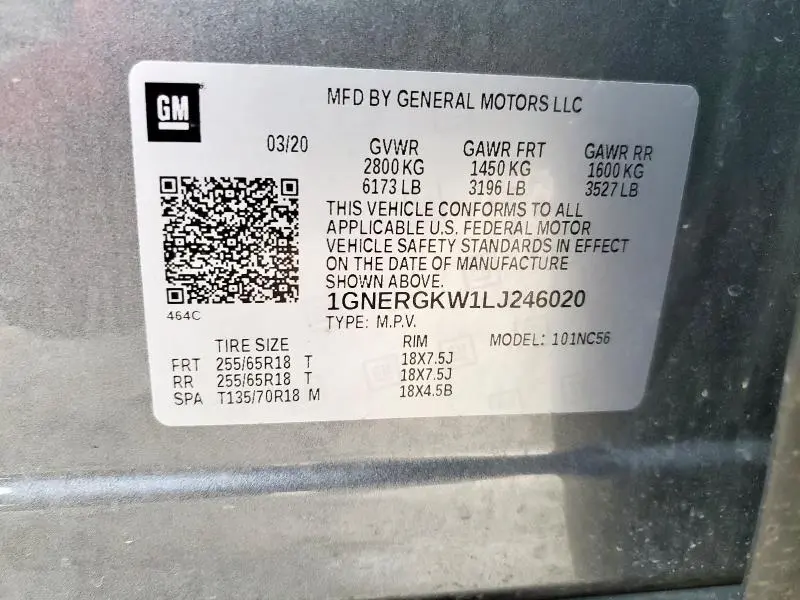 GM
MFD BY GENERAL MOTORS LLC
03/20 GVWR GAWR FRT GAWR RR
2800 KG 1450 KG 1600 KG
6173 LB 3196 LB 3527 LB
THIS VEHICLE CONFORMS TO ALL
APPLICABLE U.S. FEDERAL MOTOR
VEHICLE SAFETY STANDARDS IN EFFECT
ON THE DATE OF MANUFACTURE
SHOWN ABOVE.
1GNERGKW1LJ246020
464C
TYPE: M.P.V.
TIRE SIZE RIM MODEL: 101NC56
FRT 255/65R18 T 18X7.5J
RR 255/65R18 T 18X7.5J
SPA T135/70R18 M 18X4.5B